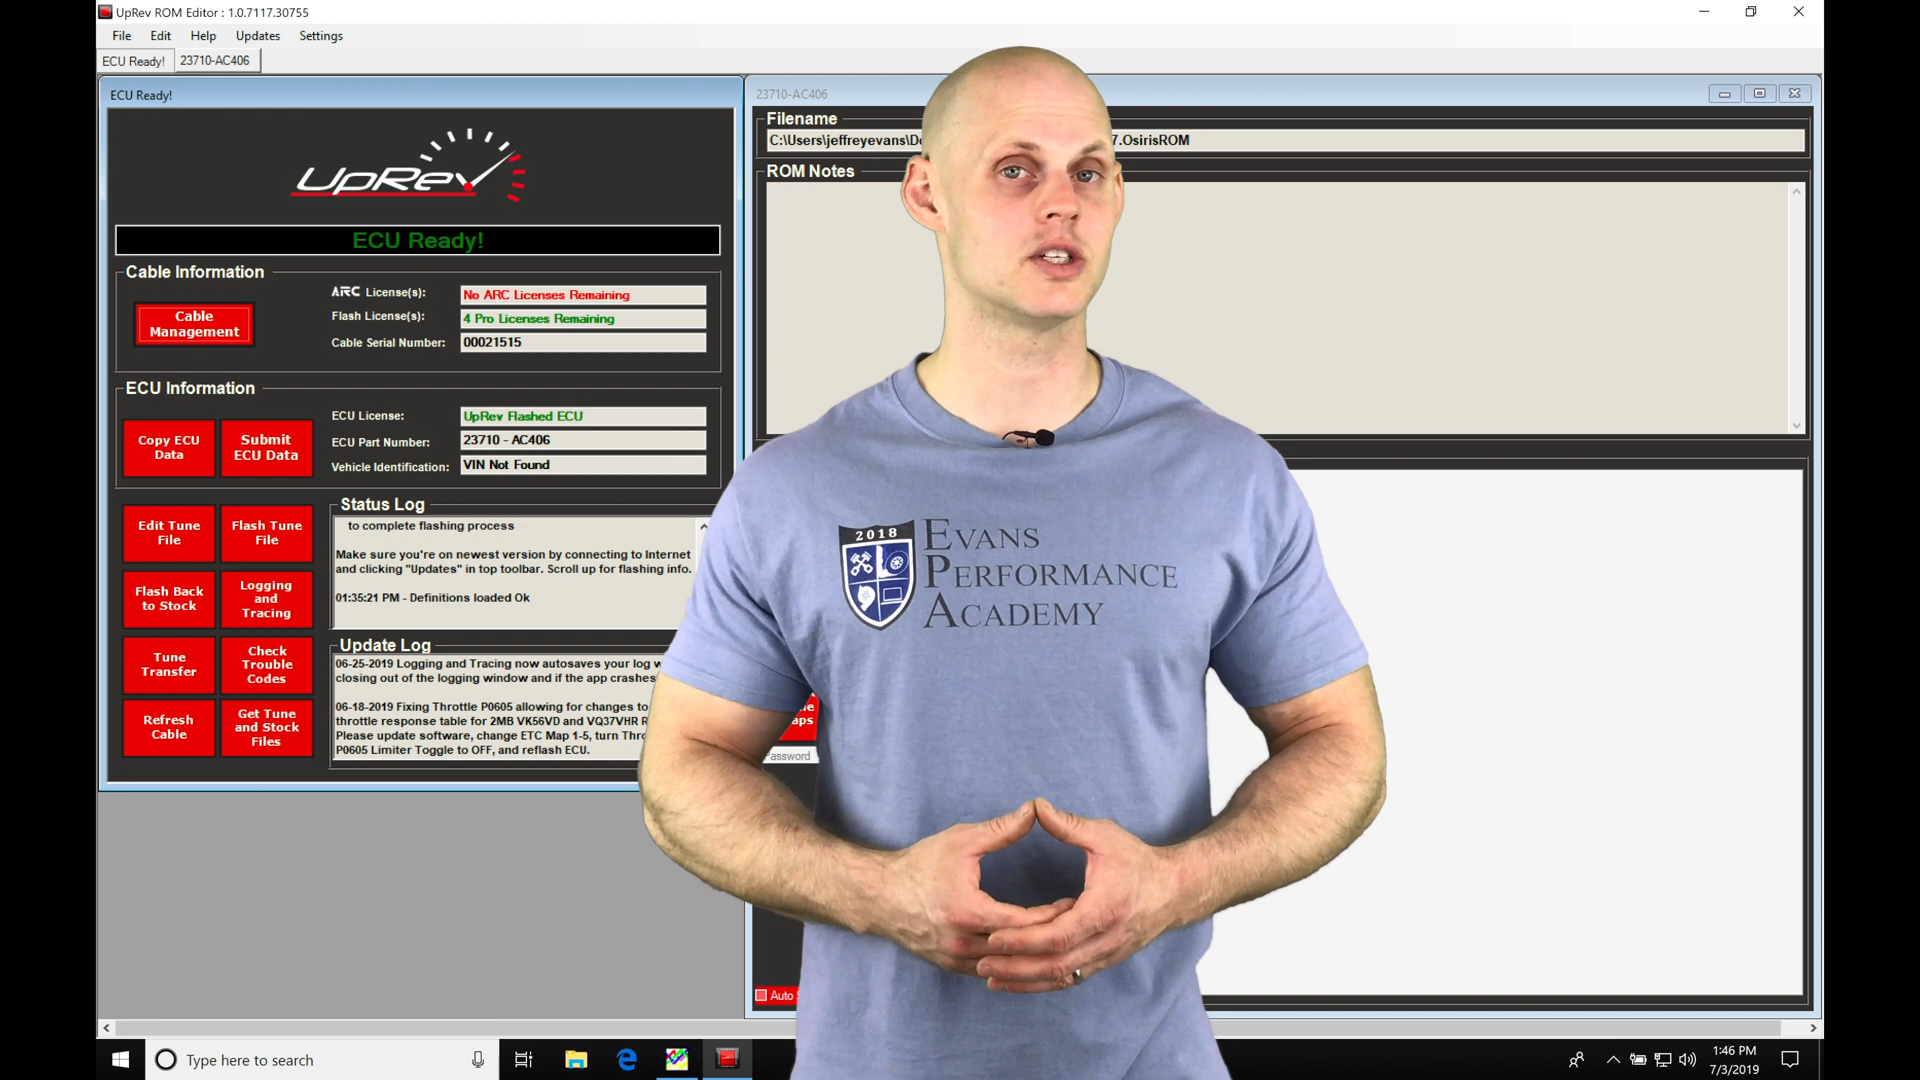 UpRev ROM Editor : 1.0.7117.30755
File Edit Help Updates Settings
ECU Ready! 23710-AC406
ECU Ready!
UpRev
ECU Ready!
Cable Information
Cable
Management
ARC License(s): No ARC Licenses Remaining
Flash License(s): 4 Pro Licenses Remaining
Cable Serial Number: 00021515
ECU Information
Copy ECU
Data
Submit
ECU Data
ECU License: UpRev Flashed ECU
ECU Part Number: 23710 - AC406
Vehicle Identification: VIN Not Found
Edit Tune
File
Flash Tune
File
Flash Back
to Stock
Logging
and
Tracing
Tune
Transfer
Check
Trouble
Codes
Refresh
Cable
Get Tune
and Stock
Files
Status Log
to complete flashing process
Make sure you're on newest version by connecting to Internet
and clicking "Updates" in top toolbar. Scroll up for flashing info.
01:35:21 PM - Definitions loaded Ok
Update Log
06-25-2019 Logging and Tracing now autosaves your log
closing out of the logging window and if the app crashes
06-18-2019 Fixing Throttle P0605 allowing for changes to
throttle response table for 2MB VK56VD and VQ37VHR
Please update software, change ETC Map 1-5, turn
P0605 Limiter Toggle to OFF, and reflash ECU.
23710-AC406
Filename
C:\Users\jeffreyevans\D 7.OsirisROM
ROM Notes
2018
EVANS
PERFORMANCE
ACADEMY
assword
Auto
Type here to search
1:46 PM
7/3/2019